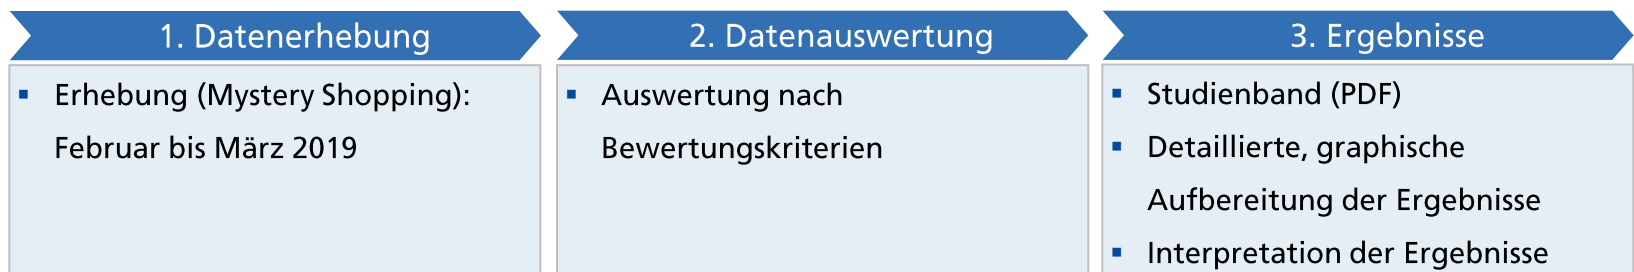 1. Datenerhebung
▪ Erhebung (Mystery Shopping):
Februar bis März 2019
2. Datenauswertung
▪ Auswertung nach
Bewertungskriterien
3. Ergebnisse
▪ Studienband (PDF)
▪ Detaillierte, graphische
Aufbereitung der Ergebnisse
▪ Interpretation der Ergebnisse